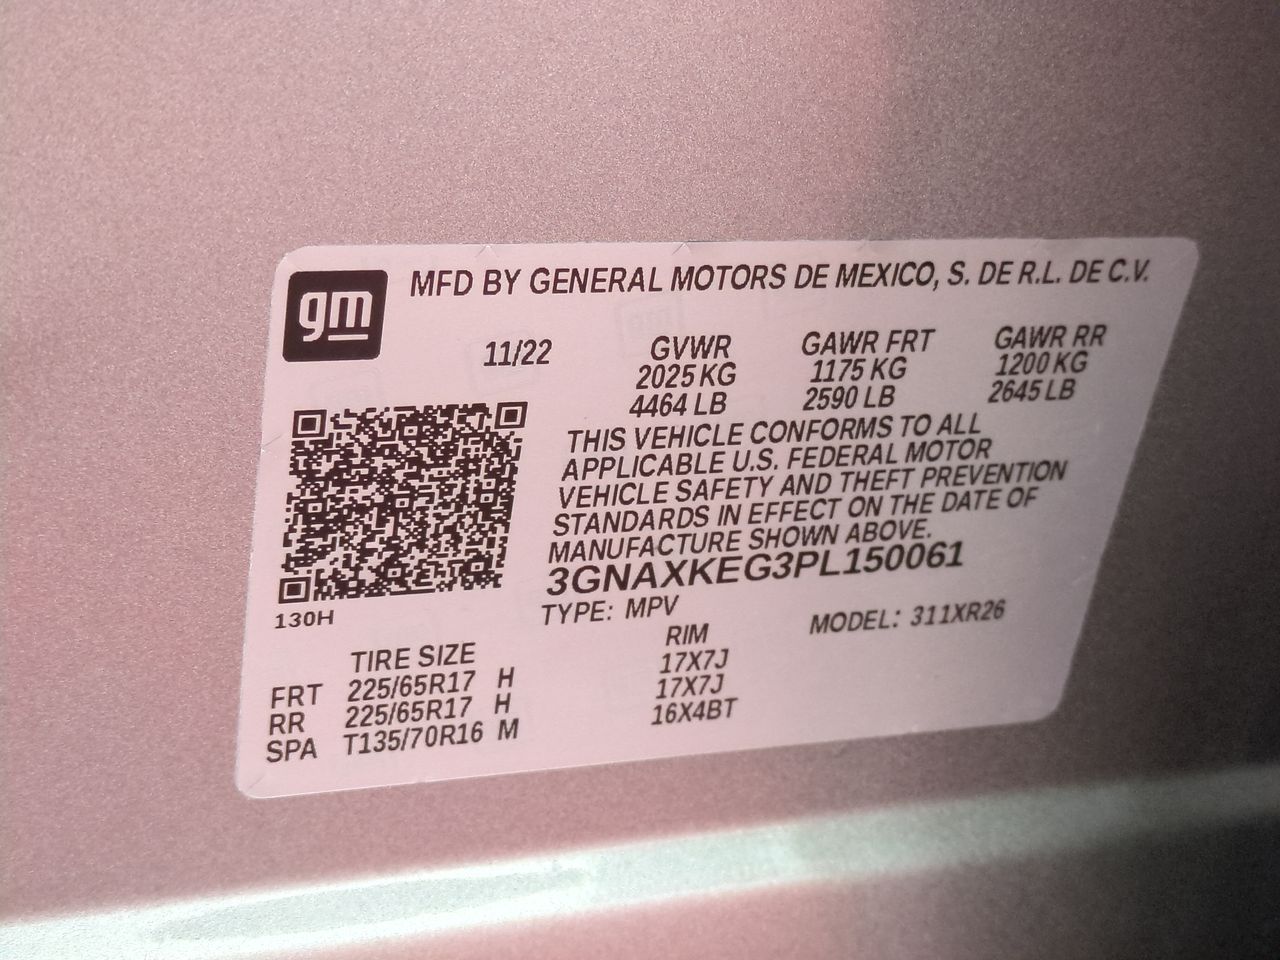 gm
MFD BY GENERAL MOTORS DE MEXICO, S. DE R.L. DE C.V.
11/22 GVWR GAWR FRT GAWR RR
2025 KG 1175 KG 1200 KG
4464 LB 2590 LB 2645 LB
THIS VEHICLE CONFORMS TO ALL
APPLICABLE U.S. FEDERAL MOTOR
VEHICLE SAFETY AND THEFT PREVENTION
STANDARDS IN EFFECT ON THE DATE OF
MANUFACTURE SHOWN ABOVE.
3GNAXKEG3PL150061
130H
TYPE: MPV MODEL: 311XR26
TIRE SIZE RIM
FRT 225/65R17 H 17X7J
RR 225/65R17 H 17X7J
SPA T135/70R16 M 16X4BT